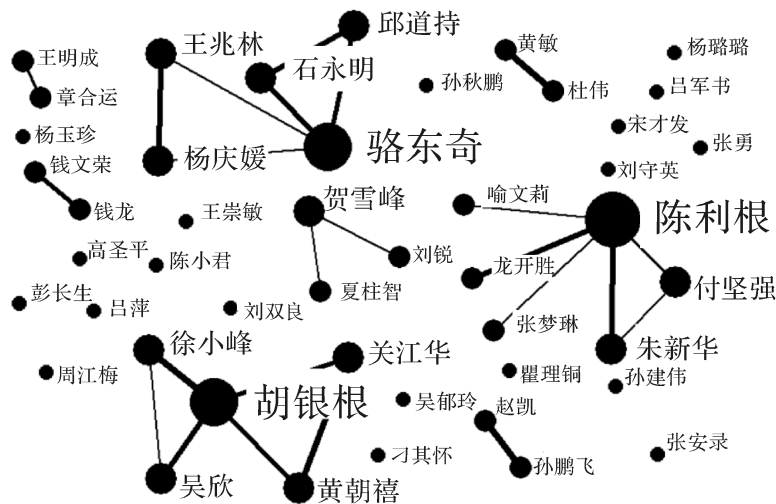 邱道持
王兆林
黄敏
杨璐璐
王明成
石永明
孙秋鹏
杜伟
吕军书
章合运
宋才发
杨玉珍
骆东奇
张勇
钱文荣
杨庆媛
刘守英
喻文莉
贺雪峰
钱龙
王崇敏
陈利根
高圣平
陈小君
刘锐
龙开胜
付坚强
彭长生
吕萍
刘双良
夏柱智
张梦琳
徐小峰
关江华
朱新华
周江梅
瞿理铜
孙建伟
胡银根
吴郁玲
赵凯
刁其怀
孙鹏飞
张安录
吴欣
黄朝禧